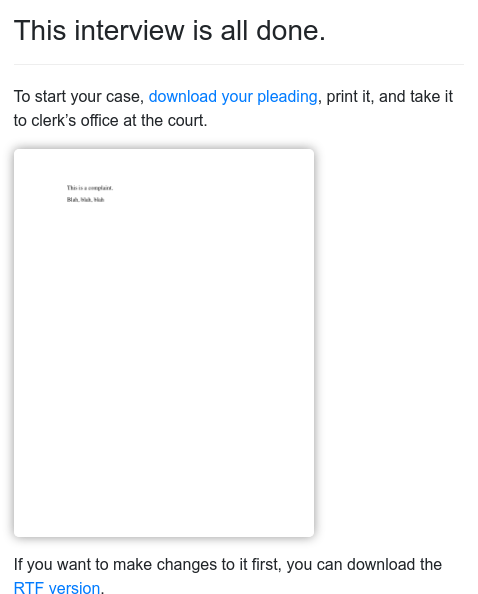 This interview is all done.
To start your case, download your pleading, print it, and take it
to clerk’s office at the court.
This is a complaint.
Blah, blah, blah
If you want to make changes to it first, you can download the
RTF version.